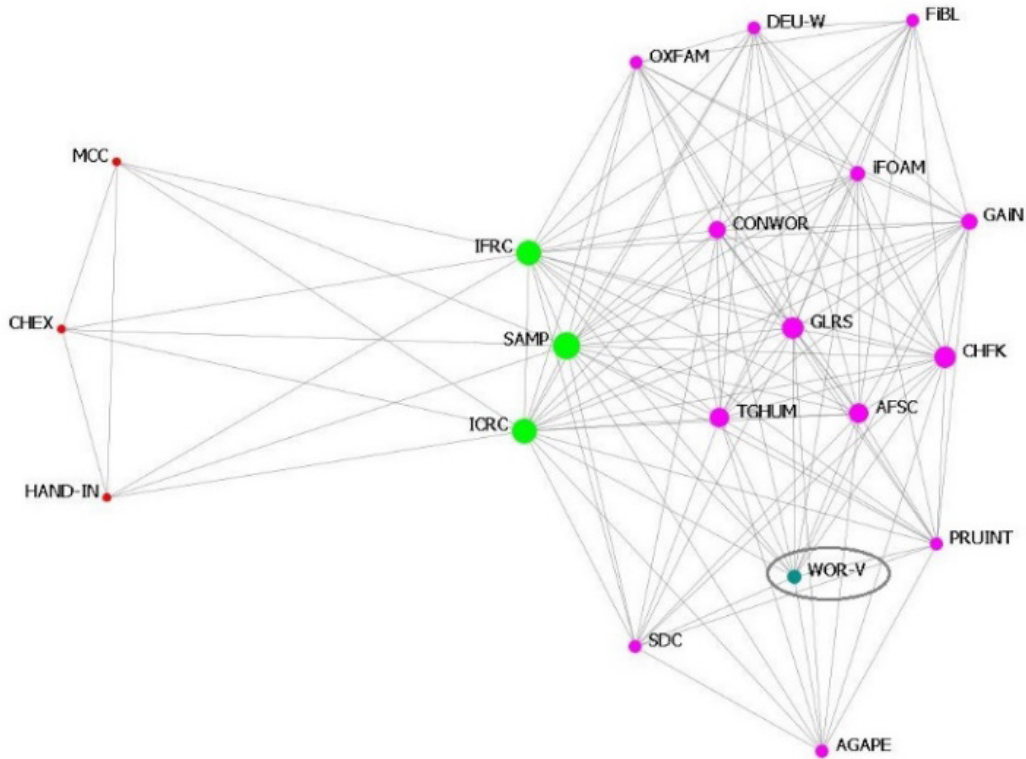 DEU-W
FiBL
OXFAM
MCC
iFOAM
GAIN
CONWOR
IFRC
CHEX
GLRS
SAMP
CHFK
TGHUM
AFSC
ICRC
HAND-IN
PRUINT
WOR-V
SDC
AGAPE